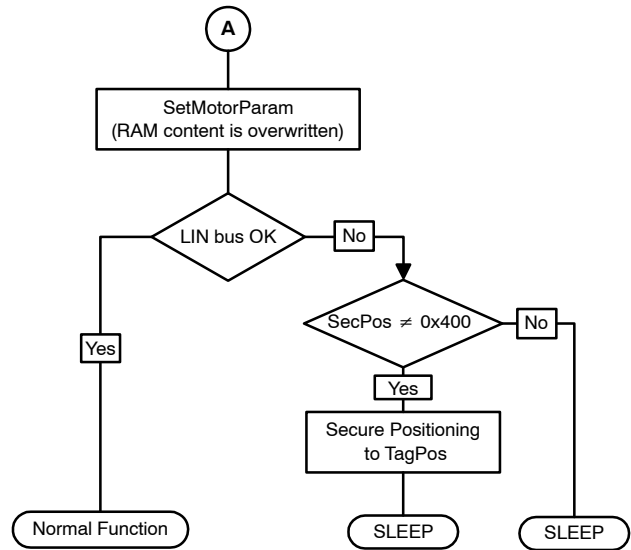 A
SetMotorParam
(RAM content is overwritten)
LIN bus OK
No
SecPos ≠ 0x400
No
Yes
Yes
Secure Positioning
to TagPos
Normal Function
SLEEP
SLEEP